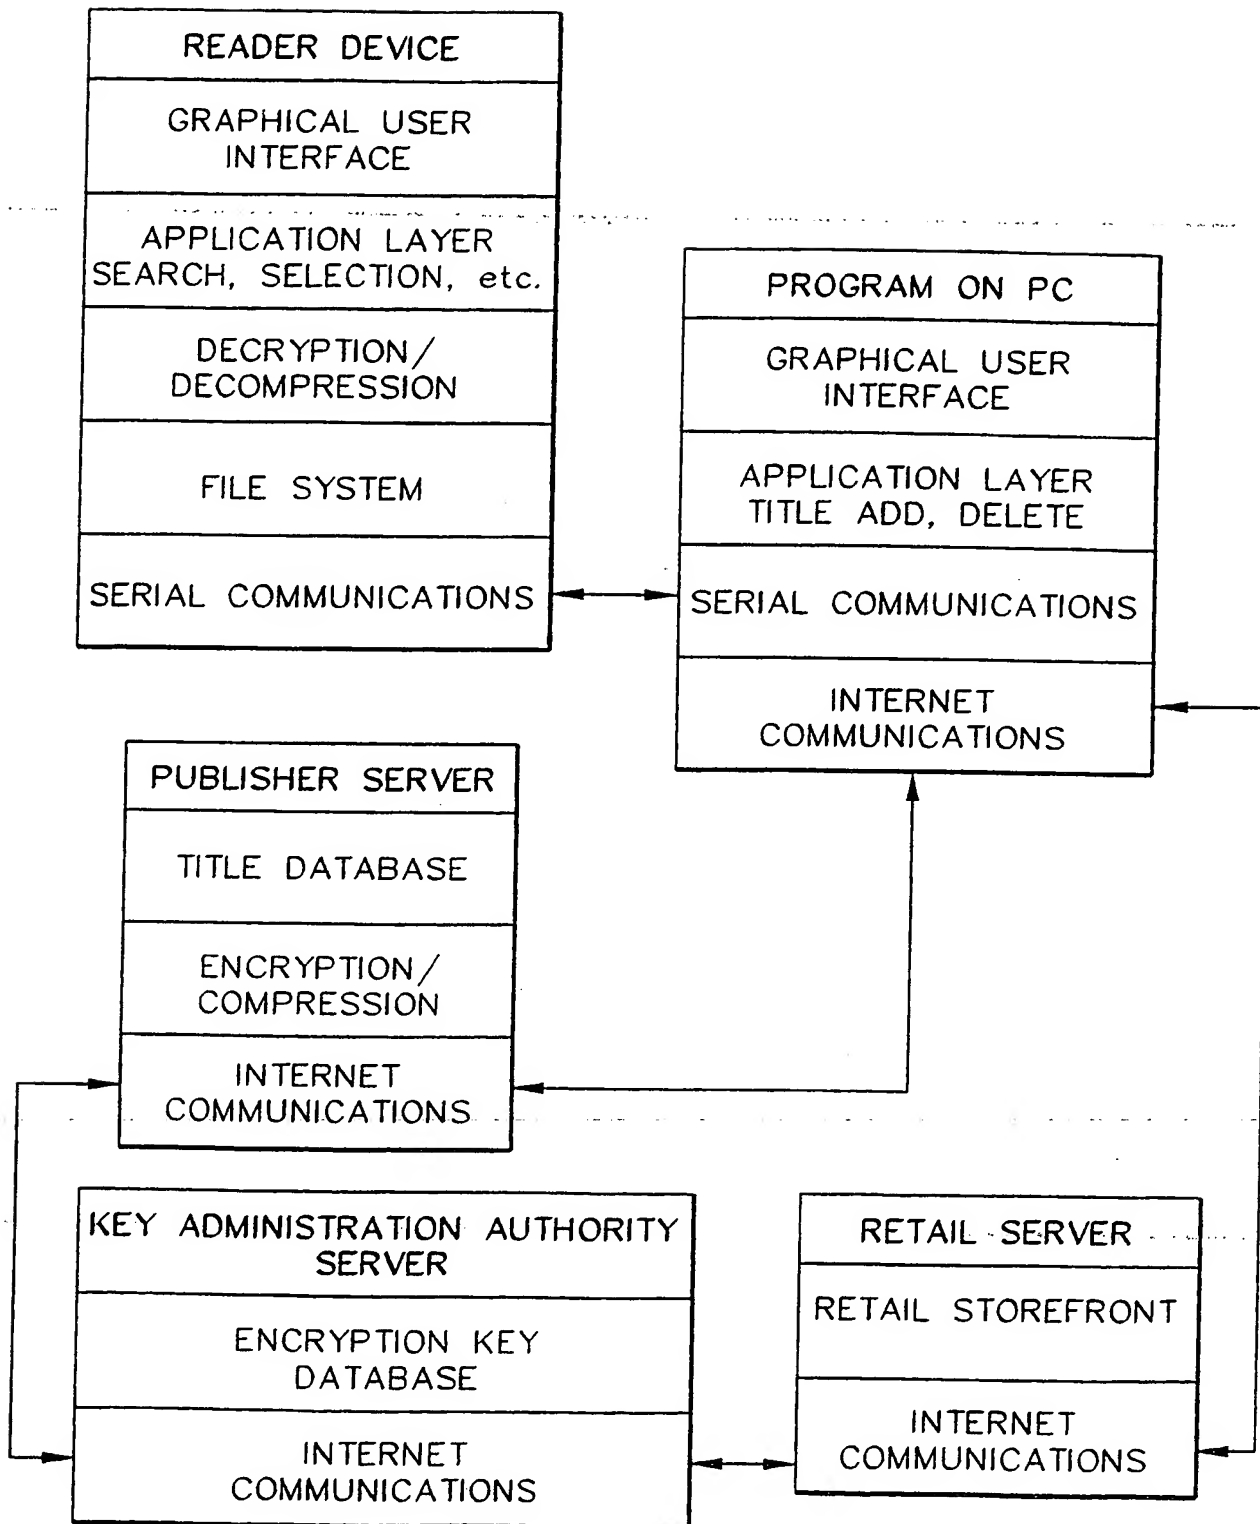 READER DEVICE
GRAPHICAL USER
INTERFACE
APPLICATION LAYER
SEARCH, SELECTION, etc.
DECRYPTION/
DECOMPRESSION
FILE SYSTEM
SERIAL COMMUNICATIONS
PROGRAM ON PC
GRAPHICAL USER
INTERFACE
APPLICATION LAYER
TITLE ADD, DELETE
SERIAL COMMUNICATIONS
INTERNET
COMMUNICATIONS
PUBLISHER SERVER
TITLE DATABASE
ENCRYPTION/
COMPRESSION
INTERNET
COMMUNICATIONS
KEY ADMINISTRATION AUTHORITY
SERVER
ENCRYPTION KEY
DATABASE
INTERNET
COMMUNICATIONS
RETAIL SERVER
RETAIL STOREFRONT
INTERNET
COMMUNICATIONS